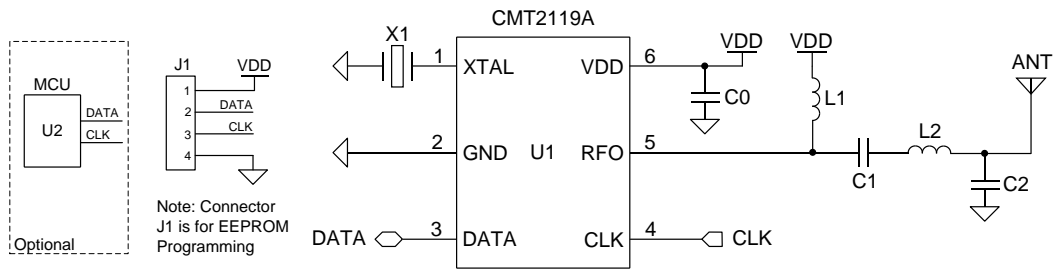 CMT2119A
MCU
U2
DATA
CLK
Optional
J1
VDD
1
2
DATA
3
CLK
4
Note: Connector
J1 is for EEPROM
Programming
X1
1
XTAL
VDD
6
VDD
C0
2
GND
U1
RFO
5
DATA
3
DATA
CLK
4
CLK
VDD
L1
C1
L2
C2
ANT